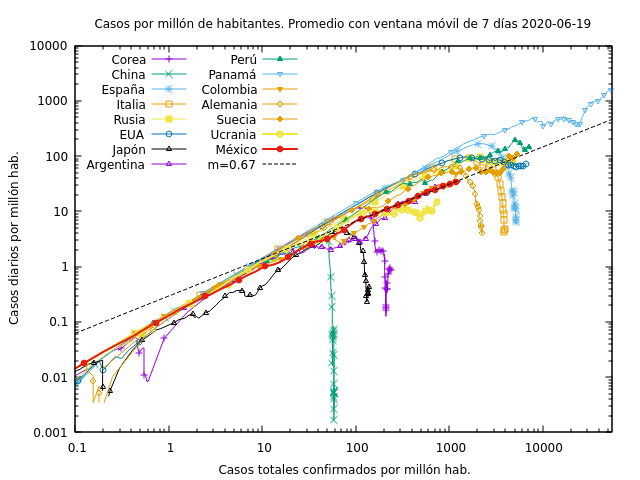 Casos por millón de habitantes. Promedio con ventana móvil de 7 días 2020-06-19
Casos diarios por millón hab.
10000
1000
100
10
1
0.1
0.01
0.001
Corea
China
España
Italia
Rusia
EUA
Japón
Argentina
Perú
Panamá
Colombia
Alemania
Suecia
Ucrania
México
m=0.67
0.1
1
10
100
1000
10000
Casos totales confirmados por millón hab.